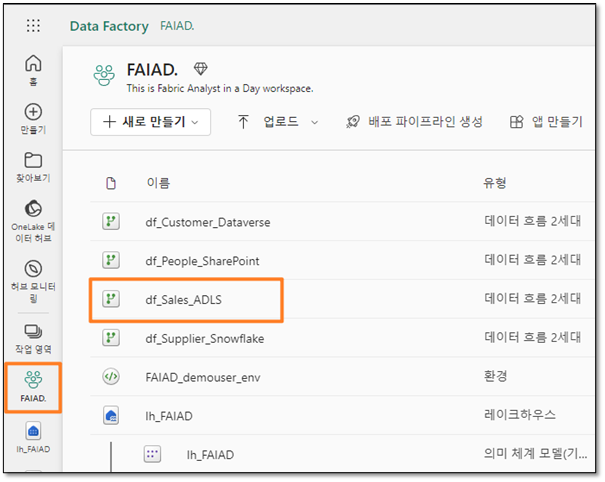 Data Factory FAIAD.
홈
만들기
찾아보기
OneLake 데
이터 허브
허브 모니터
링
작업 영역
FAIAD.
lh_FAIAD
FAIAD.
This is Fabric Analyst in a Day workspace.
새로 만들기 업로드 배포 파이프라인 생성 앱 만들기
이름 유형
df_Customer_Dataverse 데이터 흐름 2세대
df_People_SharePoint 데이터 흐름 2세대
df_Sales_ADLS 데이터 흐름 2세대
df_Supplier_Snowflake 데이터 흐름 2세대
FAIAD_demouser_env 환경
lh_FAIAD 레이크하우스
lh_FAIAD 의미 체계 모델(기...